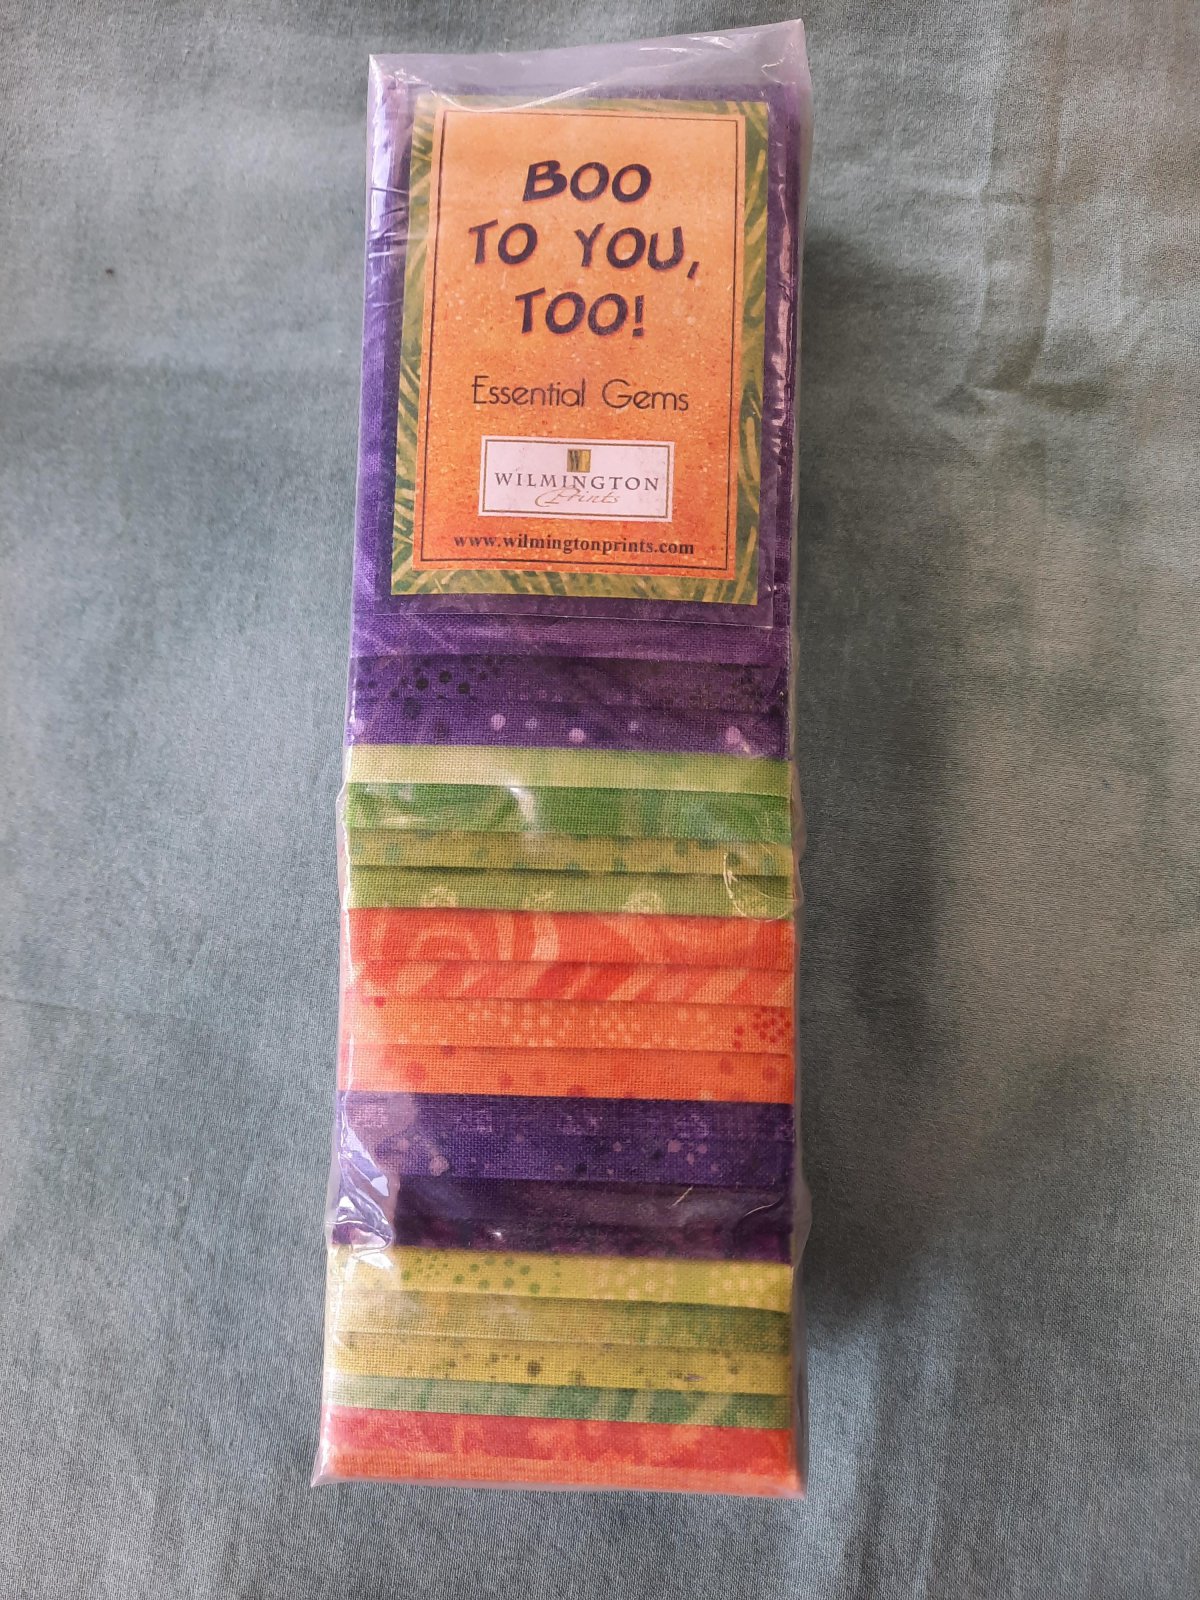 BOO
TO YOU,
TOO!
Essential Gems
WILMINGTON
Prints
www.wilmingtonprints.com